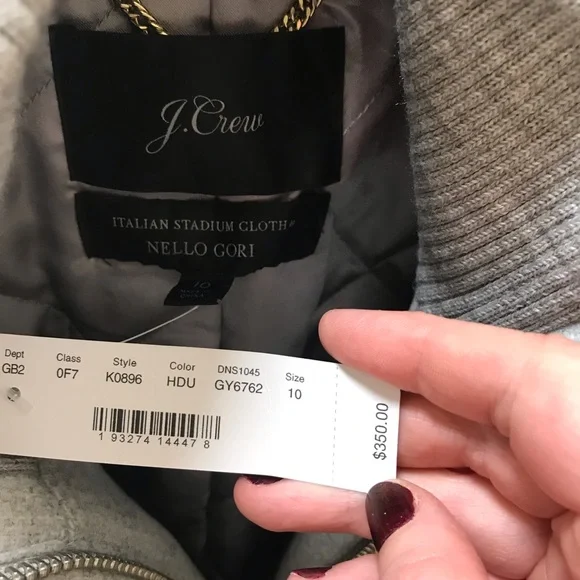 J.Crew
ITALIAN STADIUM CLOTH®
NELLO GORI
10
Dept Class Style Color DNS1045 Size
GB2 0F7 K0896 HDU GY6762 10
1 93274 14447 8
$350.00